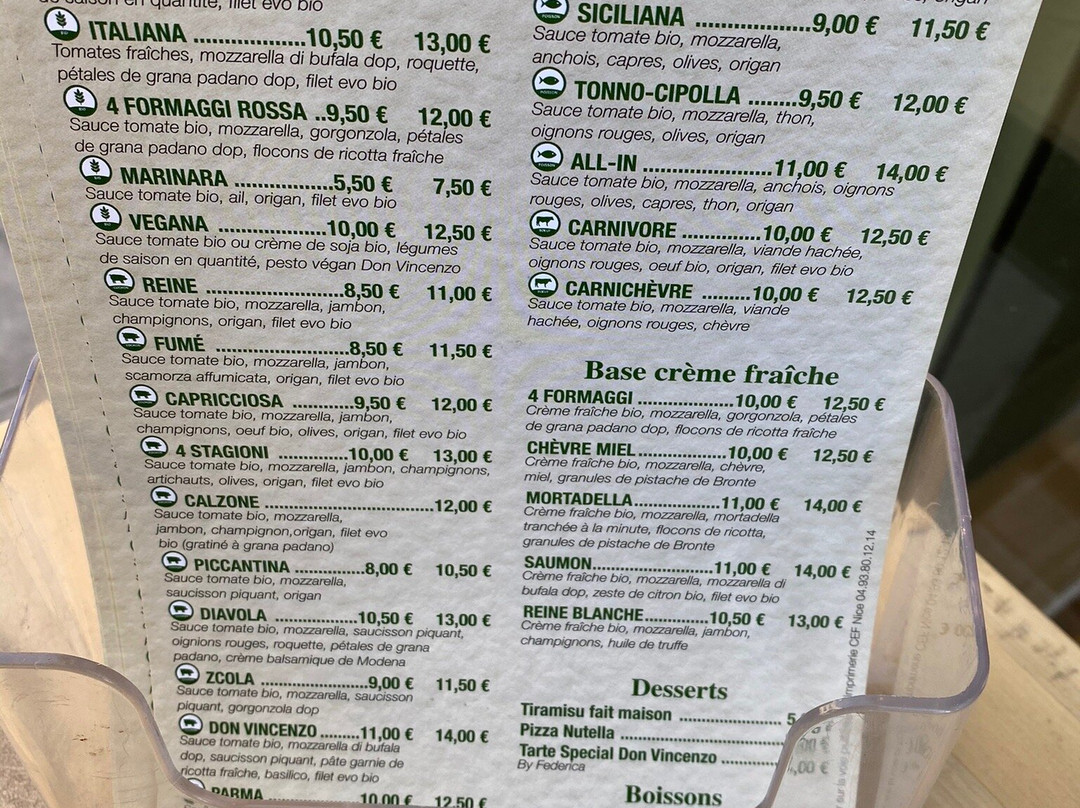 en quantité, filet evo bio
ITALIANA ..................10,50 € 13,00 €
Tomates fraîches, mozzarella di bufala dop, roquette,
pétales de grana padano dop, filet evo bio
4 FORMAGGI ROSSA ..9,50 € 12,00 €
Sauce tomate bio, mozzarella, gorgonzola, pétales
de grana padano dop, flocons de ricotta fraîche
MARINARA ................5,50 € 7,50 €
Sauce tomate bio, ail, origan, filet evo bio
VEGANA ....................10,00 € 12,50 €
Sauce tomate bio ou crème de soja bio, légumes
de saison en quantité, pesto végan Don Vincenzo
REINE .......................8,50 € 11,00 €
Sauce tomate bio, mozzarella, jambon,
champignons, origan, filet evo bio
FUMÉ .......................8,50 € 11,50 €
Sauce tomate bio, mozzarella, jambon,
scamorza affumicata, origan, filet evo bio
CAPRICCIOSA ...........9,50 € 12,00 €
Sauce tomate bio, mozzarella, jambon,
champignons, oeuf bio, olives, origan, filet evo bio
4 STAGIONI ..............10,00 € 13,00 €
Sauce tomate bio, mozzarella, jambon, champignons,
artichauts, olives, origan, filet evo bio
CALZONE ...............................12,00 €
Sauce tomate bio, mozzarella,
jambon, champignon,origan, filet evo
bio (gratiné à grana padano)
PICCANTINA .............8,00 € 10,50 €
Sauce tomate bio, mozzarella,
saucisson piquant, origan
DIAVOLA ....................10,50 € 13,00 €
Sauce tomate bio, mozzarella, saucisson piquant,
oignions rouges, roquette, pétales de grana
padano, crème balsamique de Modena
ZCOLA .......................9,00 € 11,50 €
Sauce tomate bio, mozzarella, saucisson
piquant, gorgonzola dop
DON VINCENZO .........11,00 € 14,00 €
Sauce tomate bio, mozzarella di bufala
dop, saucisson piquant, pâte garnie de
ricotta fraîche, basilico, filet evo bio
PARMA ....................10,00 € 12,50 €
SICILIANA ....................9,00 € 11,50 €
Sauce tomate bio, mozzarella,
anchois, capres, olives, origan
TONNO-CIPOLLA ........9,50 € 12,00 €
Sauce tomate bio, mozzarella, thon,
oignons rouges, olives, origan
ALL-IN .......................11,00 € 14,00 €
Sauce tomate bio, mozzarella, anchois, oignons
rouges, olives, capres, thon, origan
CARNIVORE ..............10,00 € 12,50 €
Sauce tomate bio, mozzarella, viande hachée,
oignons rouges, oeuf bio, origan, filet evo bio
CARNICHÈVRE .........10,00 € 12,50 €
Sauce tomate bio, mozzarella, viande
hachée, oignons rouges, chèvre
Base crème fraîche
4 FORMAGGI ....................10,00 € 12,50 €
Crème fraîche bio, mozzarella, gorgonzola, pétales
de grana padano dop, flocons de ricotta fraîche
CHÈVRE MIEL...................10,00 € 12,50 €
Crème fraîche bio, mozzarella, chèvre,
miel, granules de pistache de Bronte
MORTADELLA..................11,00 € 14,00 €
Crème fraîche bio, mozzarella, mortadella
tranchée à la minute, flocons de ricotta,
granules de pistache de Bronte
SAUMON..........................11,00 € 14,00 €
Crème fraîche bio, mozzarella, mozzarella di
bufala dop, zeste de citron bio, filet evo bio
REINE BLANCHE..............10,50 € 13,00 €
Crème fraîche bio, mozzarella, jambon,
champignons, huile de truffe
Desserts
Tiramisu fait maison ......................5
Pizza Nutella
Tarte Special Don Vincenzo ............,00 €
By Federica
Boissons
Imprimerie CEF Nice 04.93.80.12.14